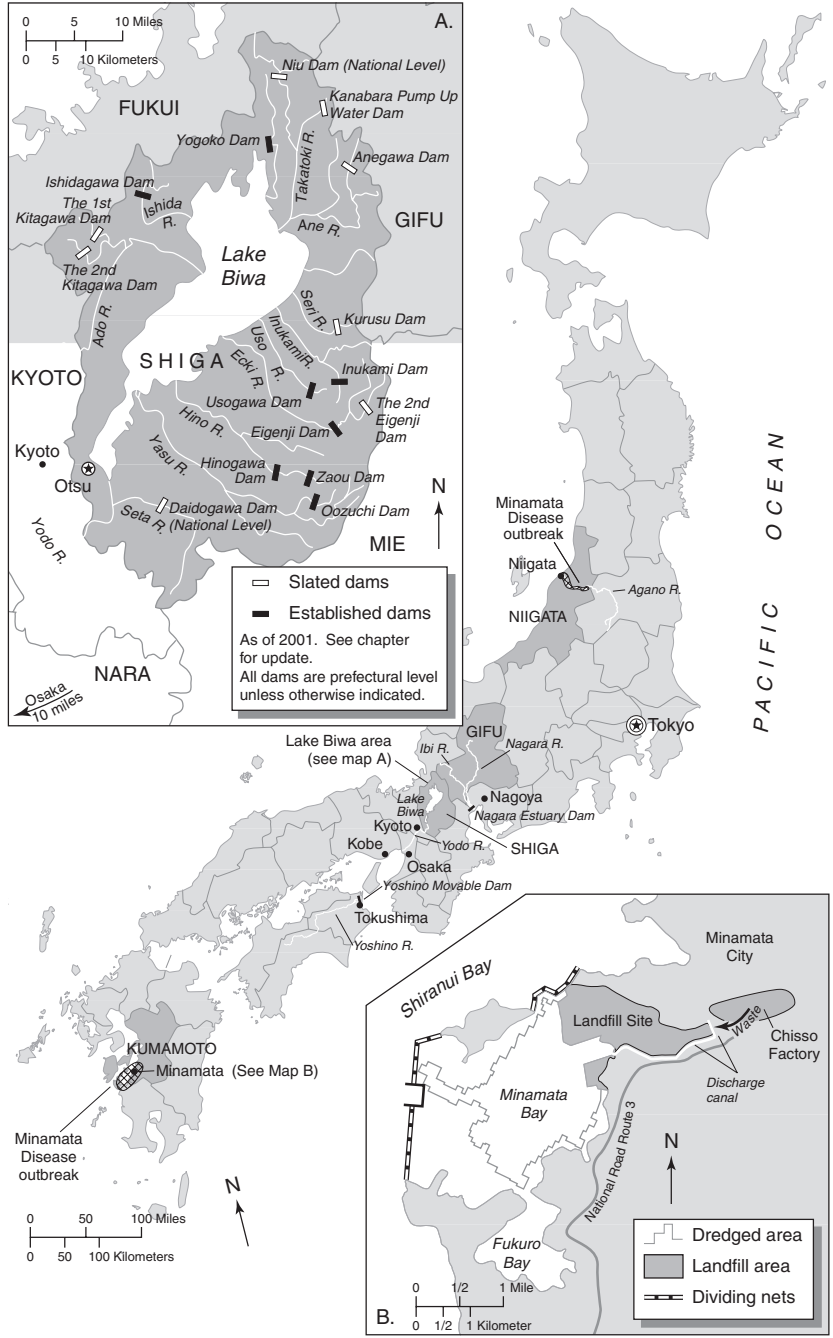 A.
0 5 10 Miles
0 5 10 Kilometers
FUKUI
Niu Dam (National Level)
Kanabara Pump Up
Water Dam
Yogoko Dam
Takatoki R.
Anegawa Dam
Ishidagawa Dam
The 1st
Kitagawa Dam
Ishida
R.
GIFU
Ane R.
Lake
Biwa
The 2nd
Kitagawa Dam
Ado R.
Seri R.
Kurusu Dam
SHIGA
Inukami R.
Uso R.
Ecki R.
KYOTO
Inukami Dam
Usogawa Dam
The 2nd
Eigenji
Dam
Hino R.
Eigenji Dam
Yasu R.
Kyoto
Otsu
Hinogawa
Dam
Zaou Dam
Seta R.
Daidogawa Dam
(National Level)
Oozuchi Dam
N
Yodo R.
MIE
NARA
Osaka
10 miles
Slated dams
Established dams
As of 2001. See chapter
for update.
All dams are prefectural level
unless otherwise indicated.
PACIFIC OCEAN
Minamata
Disease
outbreak
Niigata
Agano R.
NIIGATA
Tokyo
Lake Biwa area
(see map A)
GIFU
Ibi R.
Nagara R.
Lake
Biwa
Nagoya
Nagara Estuary Dam
Kyoto
Yodo R.
SHIGA
Kobe
Osaka
Yoshino Movable Dam
Tokushima
Yoshino R.
KUMAMOTO
Minamata (See Map B)
Minamata
Disease
outbreak
N
0 50 100 Miles
0 50 100 Kilometers
Shiranui Bay
Minamata
City
Landfill Site
Waste
Chisso
Factory
Discharge
canal
Minamata
Bay
National Road Route 3
N
Fukuro
Bay
Dredged area
Landfill area
Dividing nets
B.
0 1/2 1 Mile
0 1/2 1 Kilometer